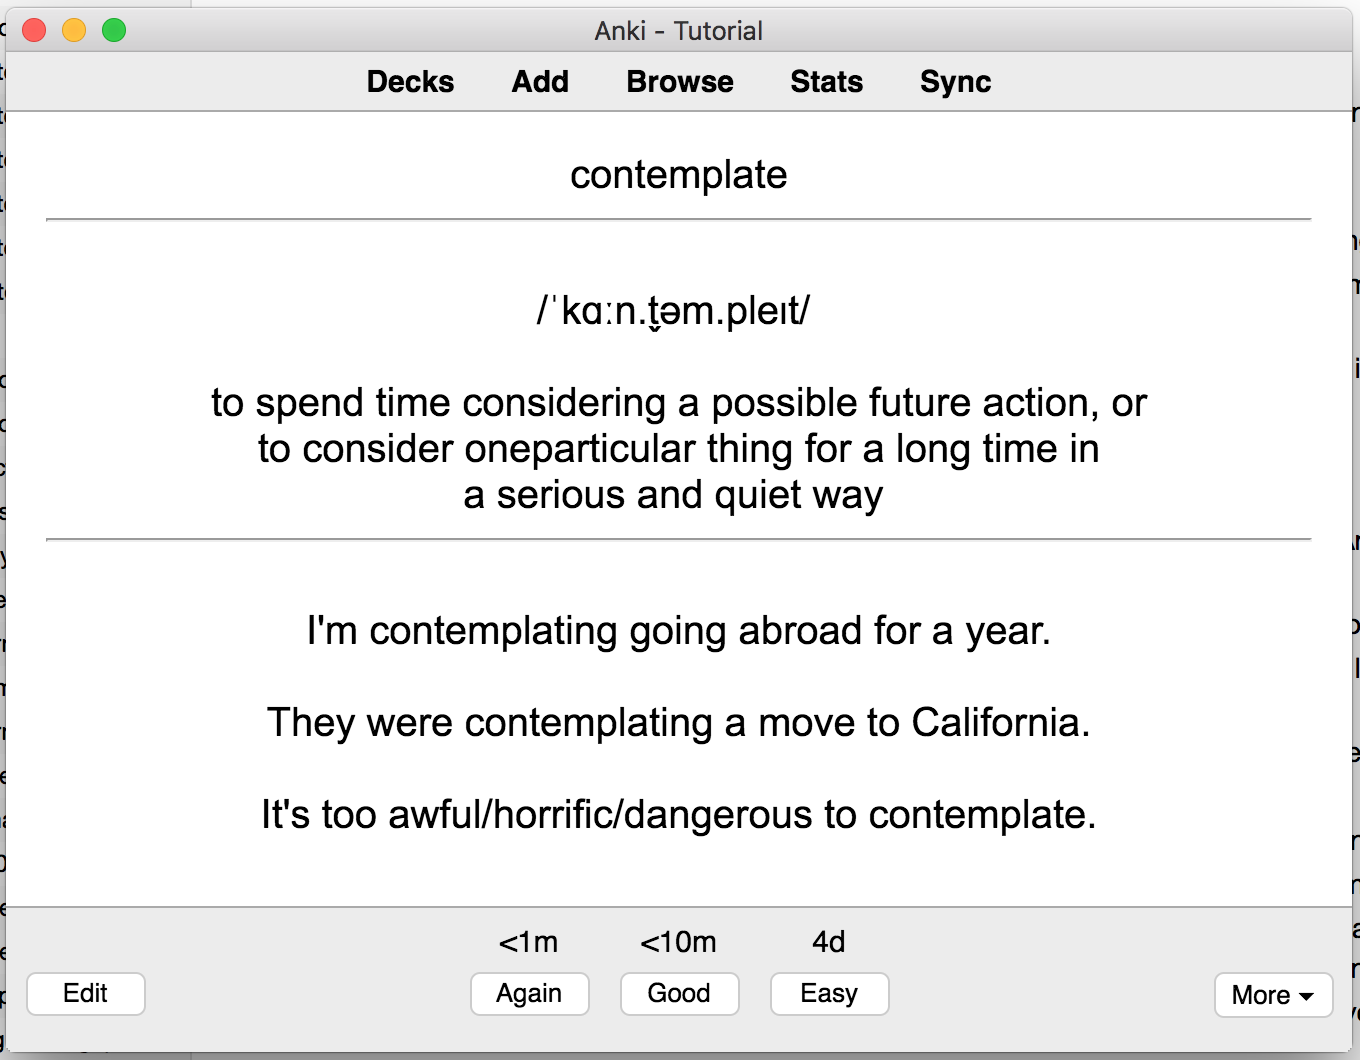 Anki - Tutorial
Decks Add Browse Stats Sync
contemplate
/ˈkɑːn.t̬əm.pleɪt/
to spend time considering a possible future action, or
to consider oneparticular thing for a long time in
a serious and quiet way
I'm contemplating going abroad for a year.
They were contemplating a move to California.
It's too awful/horrific/dangerous to contemplate.
<1m <10m 4d
Edit Again Good Easy More